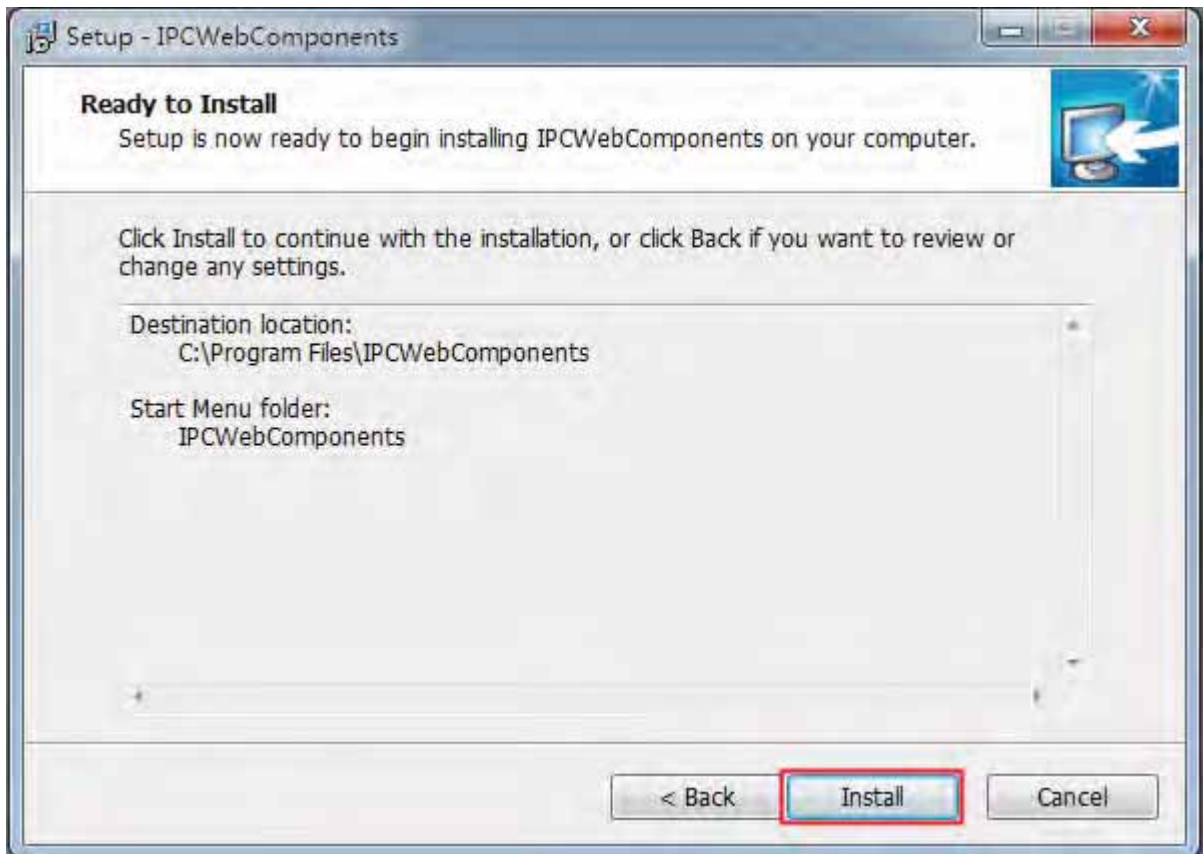 Setup - IPCWebComponents
Ready to Install
Setup is now ready to begin installing IPCWebComponents on your computer.
Click Install to continue with the installation, or click Back if you want to review or
change any settings.
Destination location:
C:\Program Files\IPCWebComponents
Start Menu folder:
IPCWebComponents
< Back Install Cancel